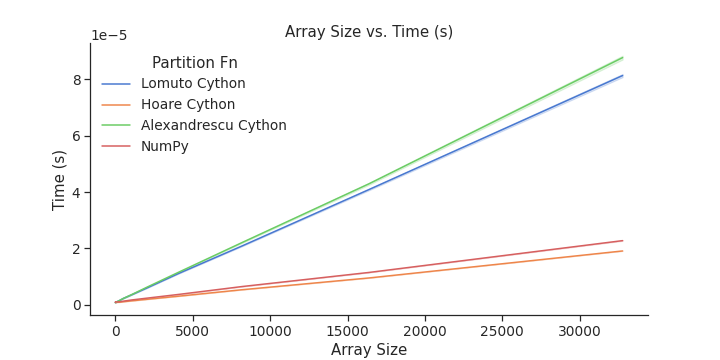 Array Size vs. Time (s)
1e−5
Partition Fn
Lomuto Cython
Hoare Cython
Alexandrescu Cython
NumPy
Time (s)
8
6
4
2
0
0 5000 10000 15000 20000 25000 30000
Array Size